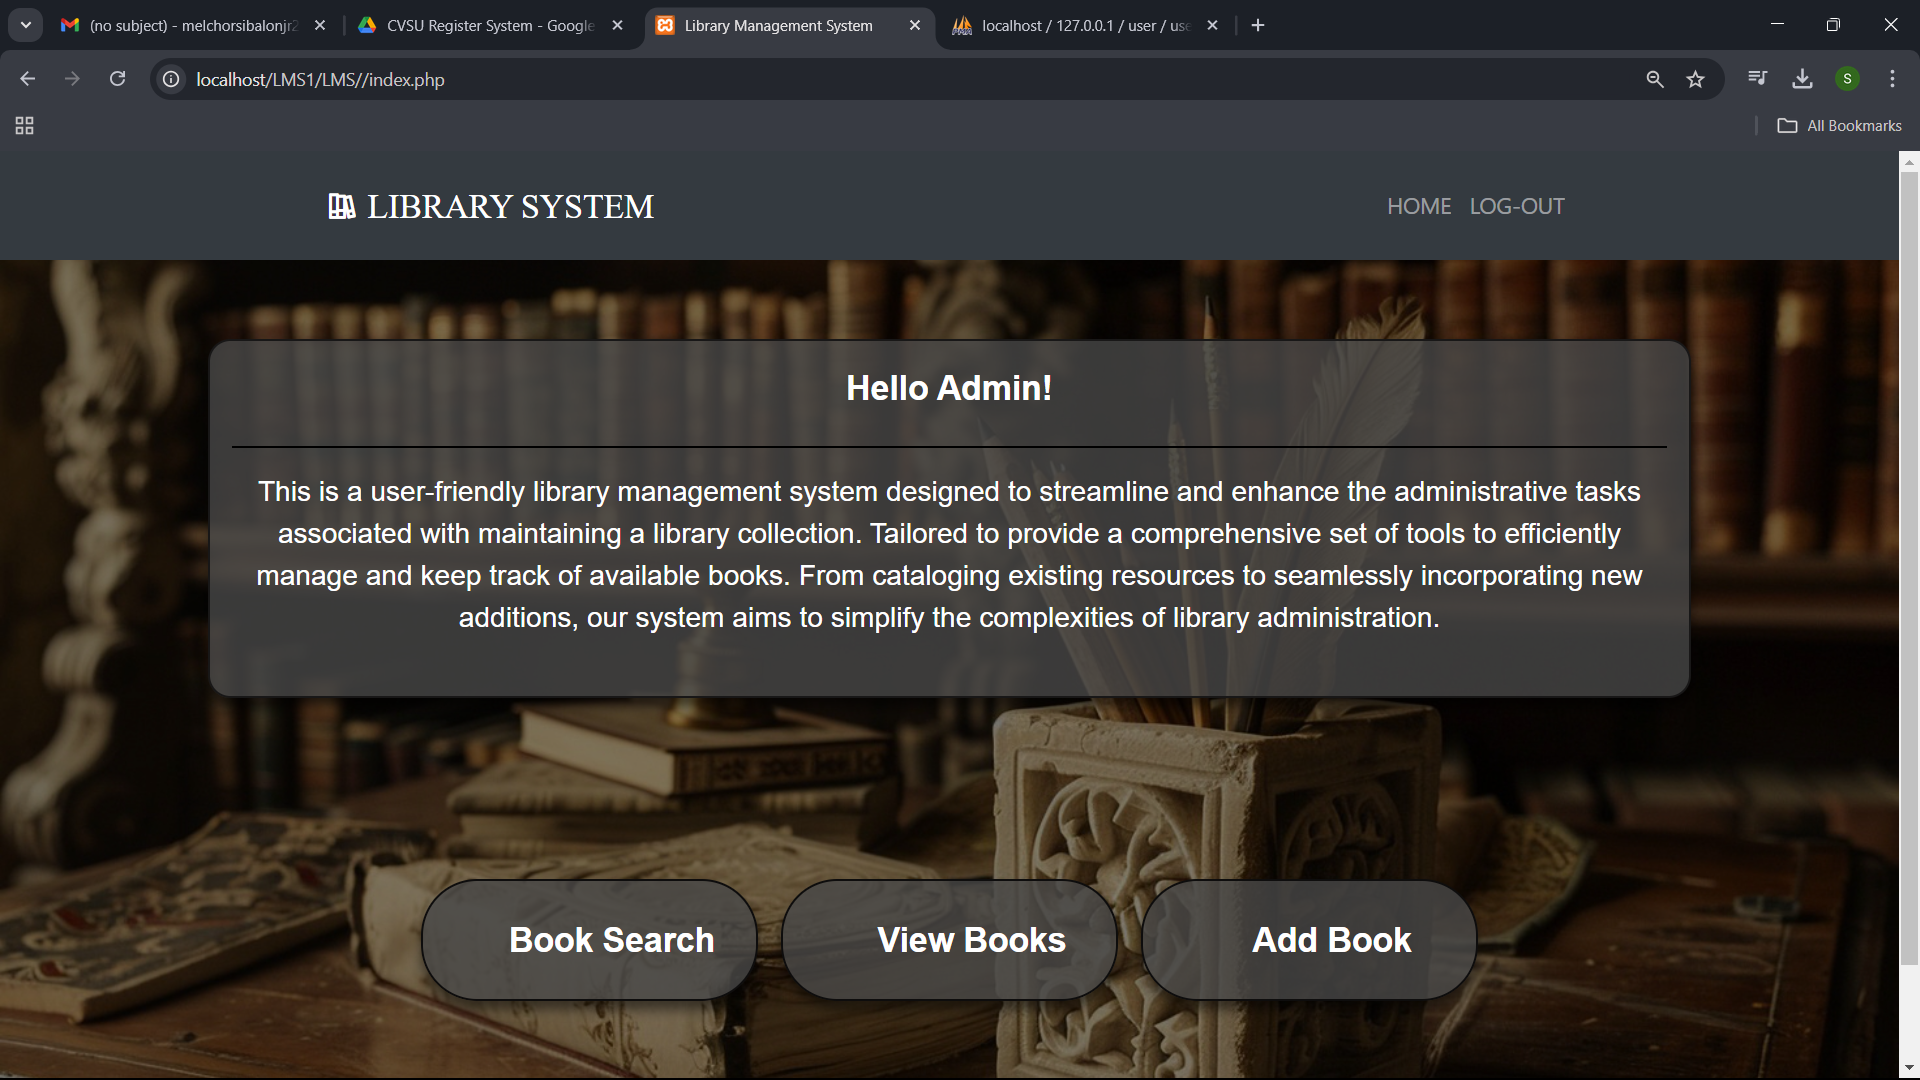 (no subject) - melchorsibalonjr2
CVSU Register System - Google
Library Management System
localhost / 127.0.0.1 / user / use
localhost/LMS1/LMS//index.php
S
All Bookmarks
LIBRARY SYSTEM
HOME LOG-OUT
Hello Admin!
This is a user-friendly library management system designed to streamline and enhance the administrative tasks
associated with maintaining a library collection. Tailored to provide a comprehensive set of tools to efficiently
manage and keep track of available books. From cataloging existing resources to seamlessly incorporating new
additions, our system aims to simplify the complexities of library administration.
Book Search
View Books
Add Book